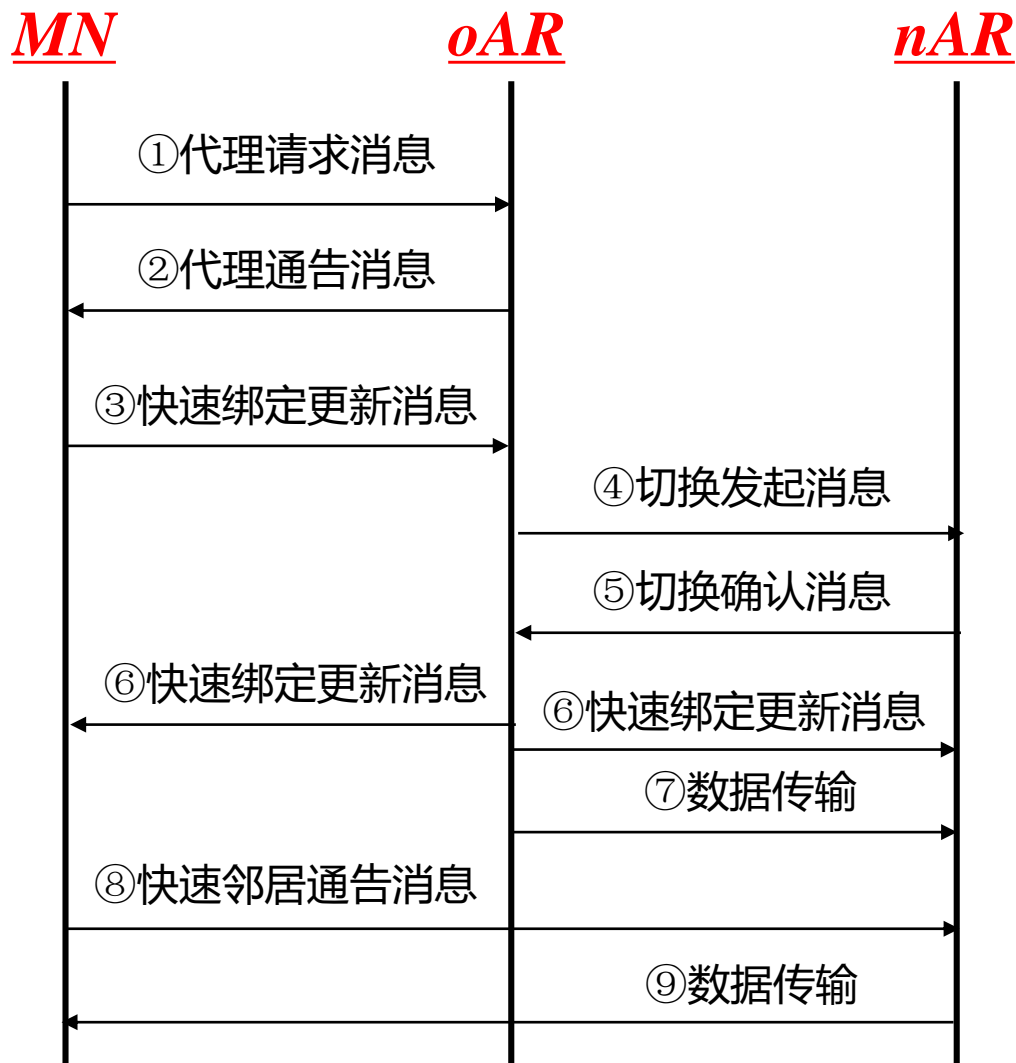 MN oAR nAR
①代理请求消息
②代理通告消息
③快速绑定更新消息
④切换发起消息
⑤切换确认消息
⑥快速绑定更新消息
⑥快速绑定更新消息
⑦数据传输
⑧快速邻居通告消息
⑨数据传输